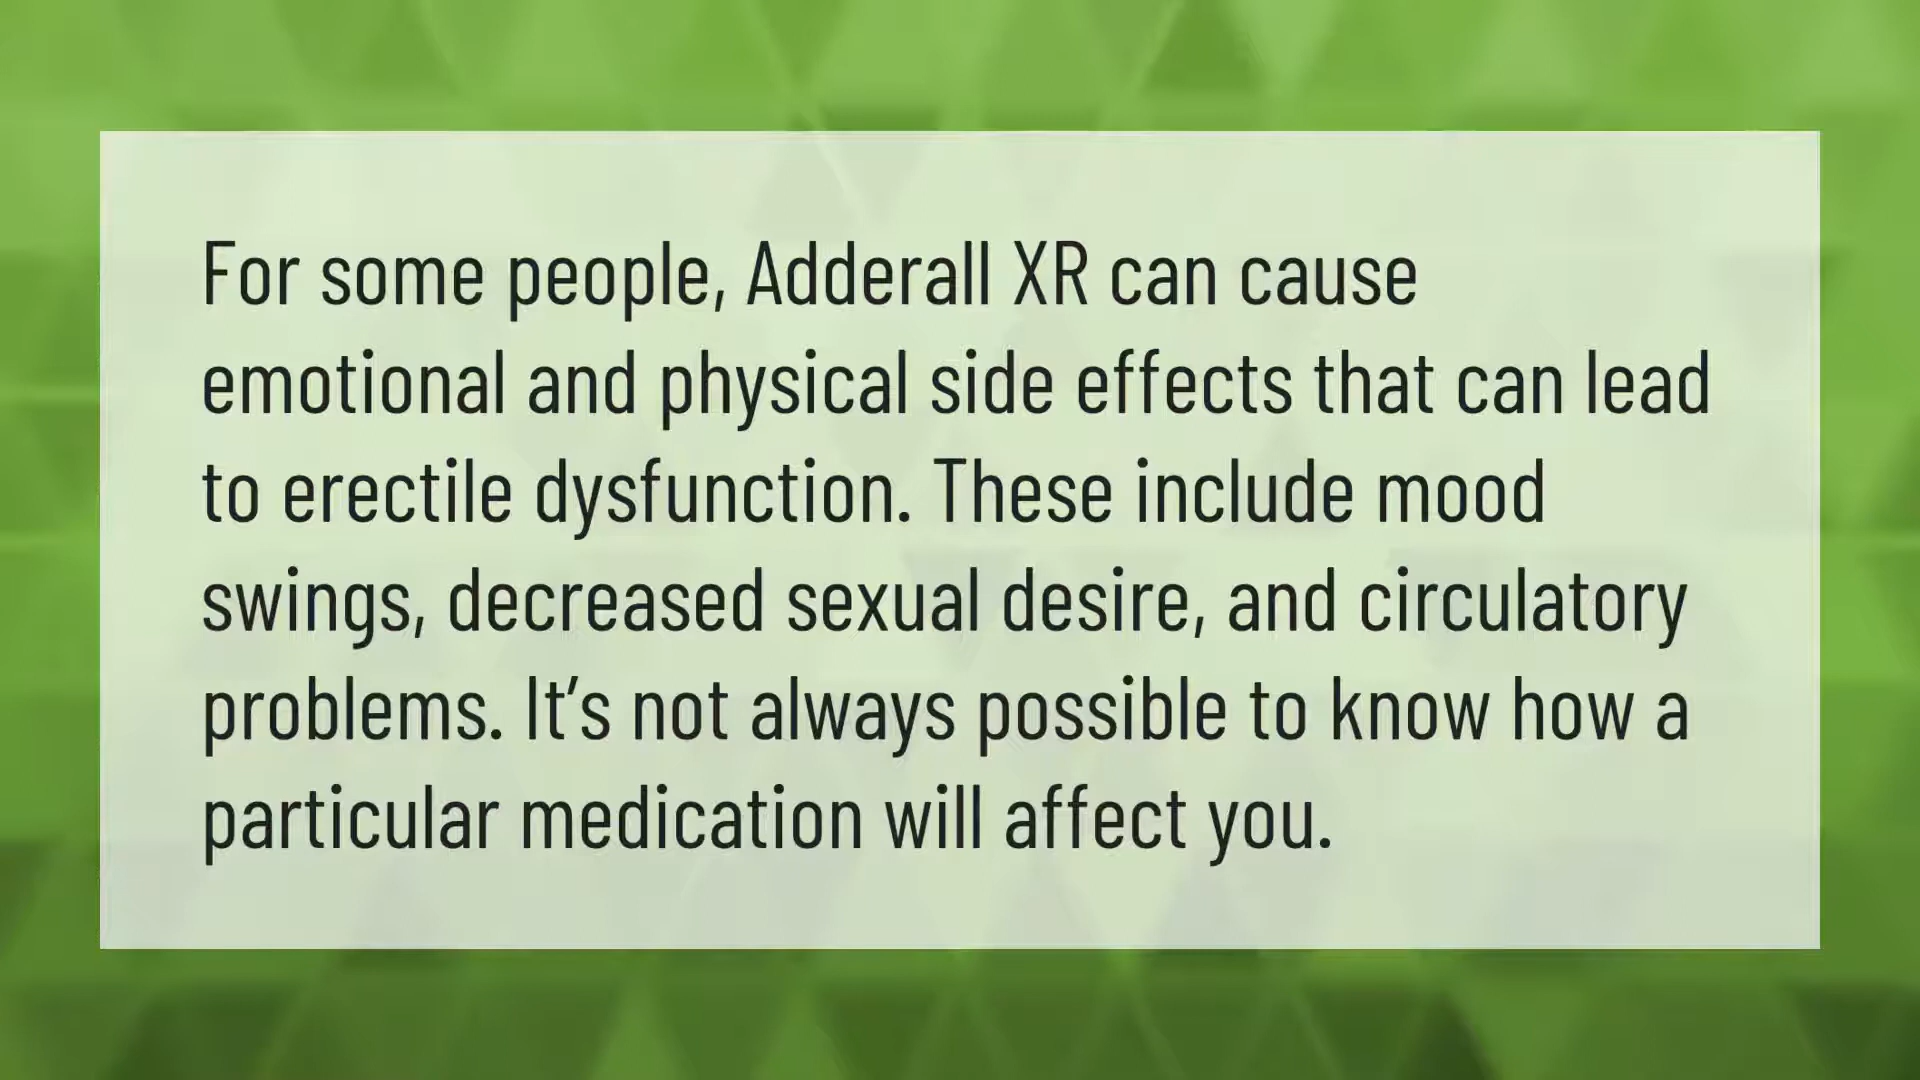 For some people, Adderall XR can cause
emotional and physical side effects that can lead
to erectile dysfunction. These include mood
swings, decreased sexual desire, and circulatory
problems. It’s not always possible to know how a
particular medication will affect you.